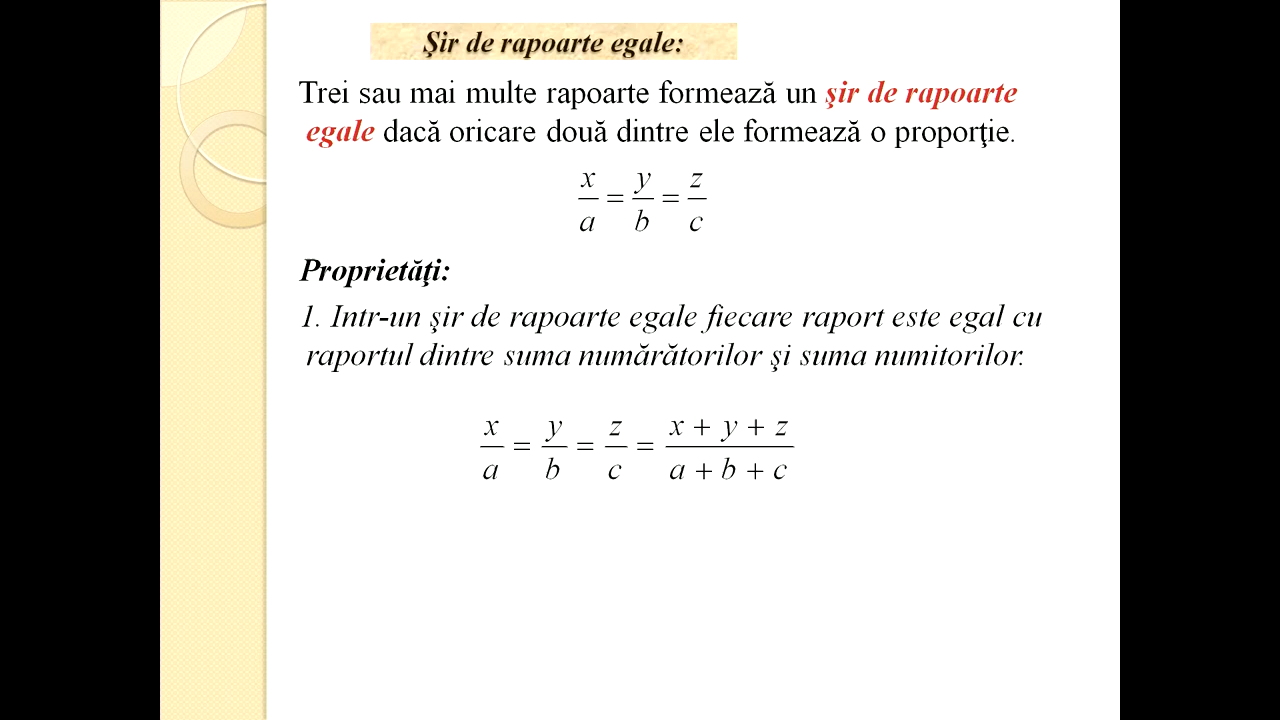 Şir de rapoarte egale:
Trei sau mai multe rapoarte formează un şir de rapoarte
egale dacă oricare două dintre ele formează o proporţie.
x/a = y/b = z/c
Proprietăţi:
1. Intr-un şir de rapoarte egale fiecare raport este egal cu
raportul dintre suma numărătorilor şi suma numitorilor.
x/a = y/b = z/c = (x + y + z)/(a + b + c)